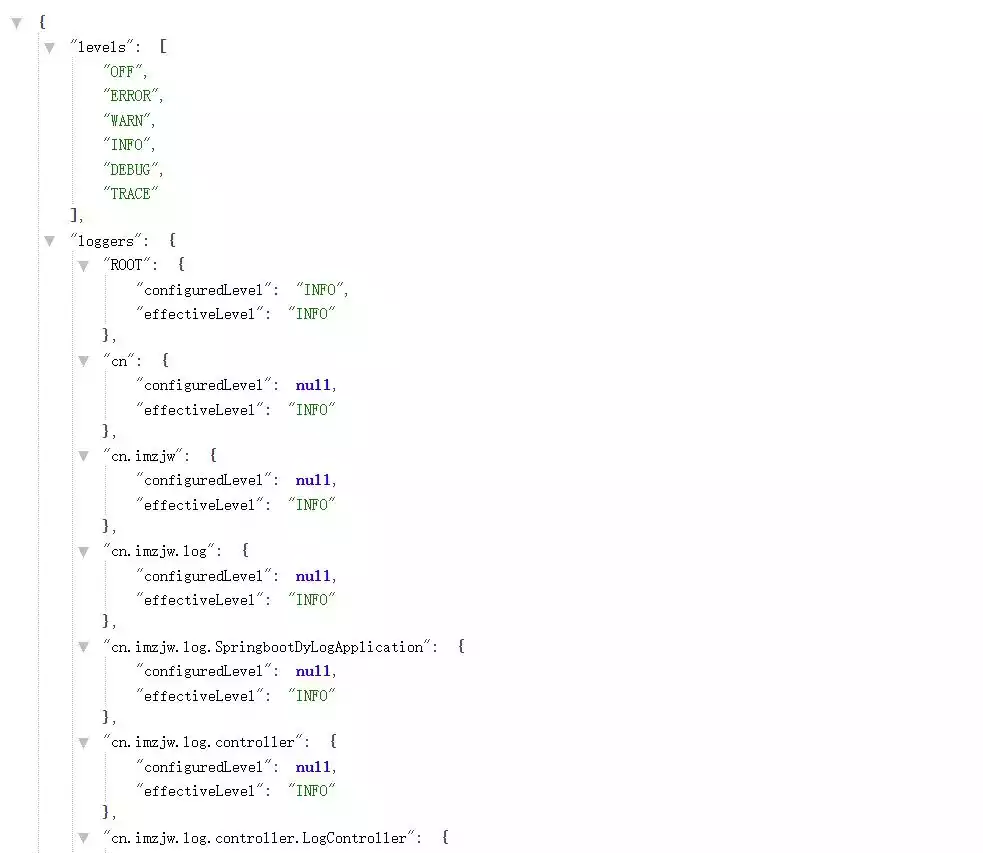 {
"levels": [
"OFF",
"ERROR",
"WARN",
"INFO",
"DEBUG",
"TRACE"
],
"loggers": {
"ROOT": {
"configuredLevel": "INFO",
"effectiveLevel": "INFO"
},
"cn": {
"configuredLevel": null,
"effectiveLevel": "INFO"
},
"cn.imzjw": {
"configuredLevel": null,
"effectiveLevel": "INFO"
},
"cn.imzjw.log": {
"configuredLevel": null,
"effectiveLevel": "INFO"
},
"cn.imzjw.log.SpringbootDyLogApplication": {
"configuredLevel": null,
"effectiveLevel": "INFO"
},
"cn.imzjw.log.controller": {
"configuredLevel": null,
"effectiveLevel": "INFO"
},
"cn.imzjw.log.controller.LogController": {